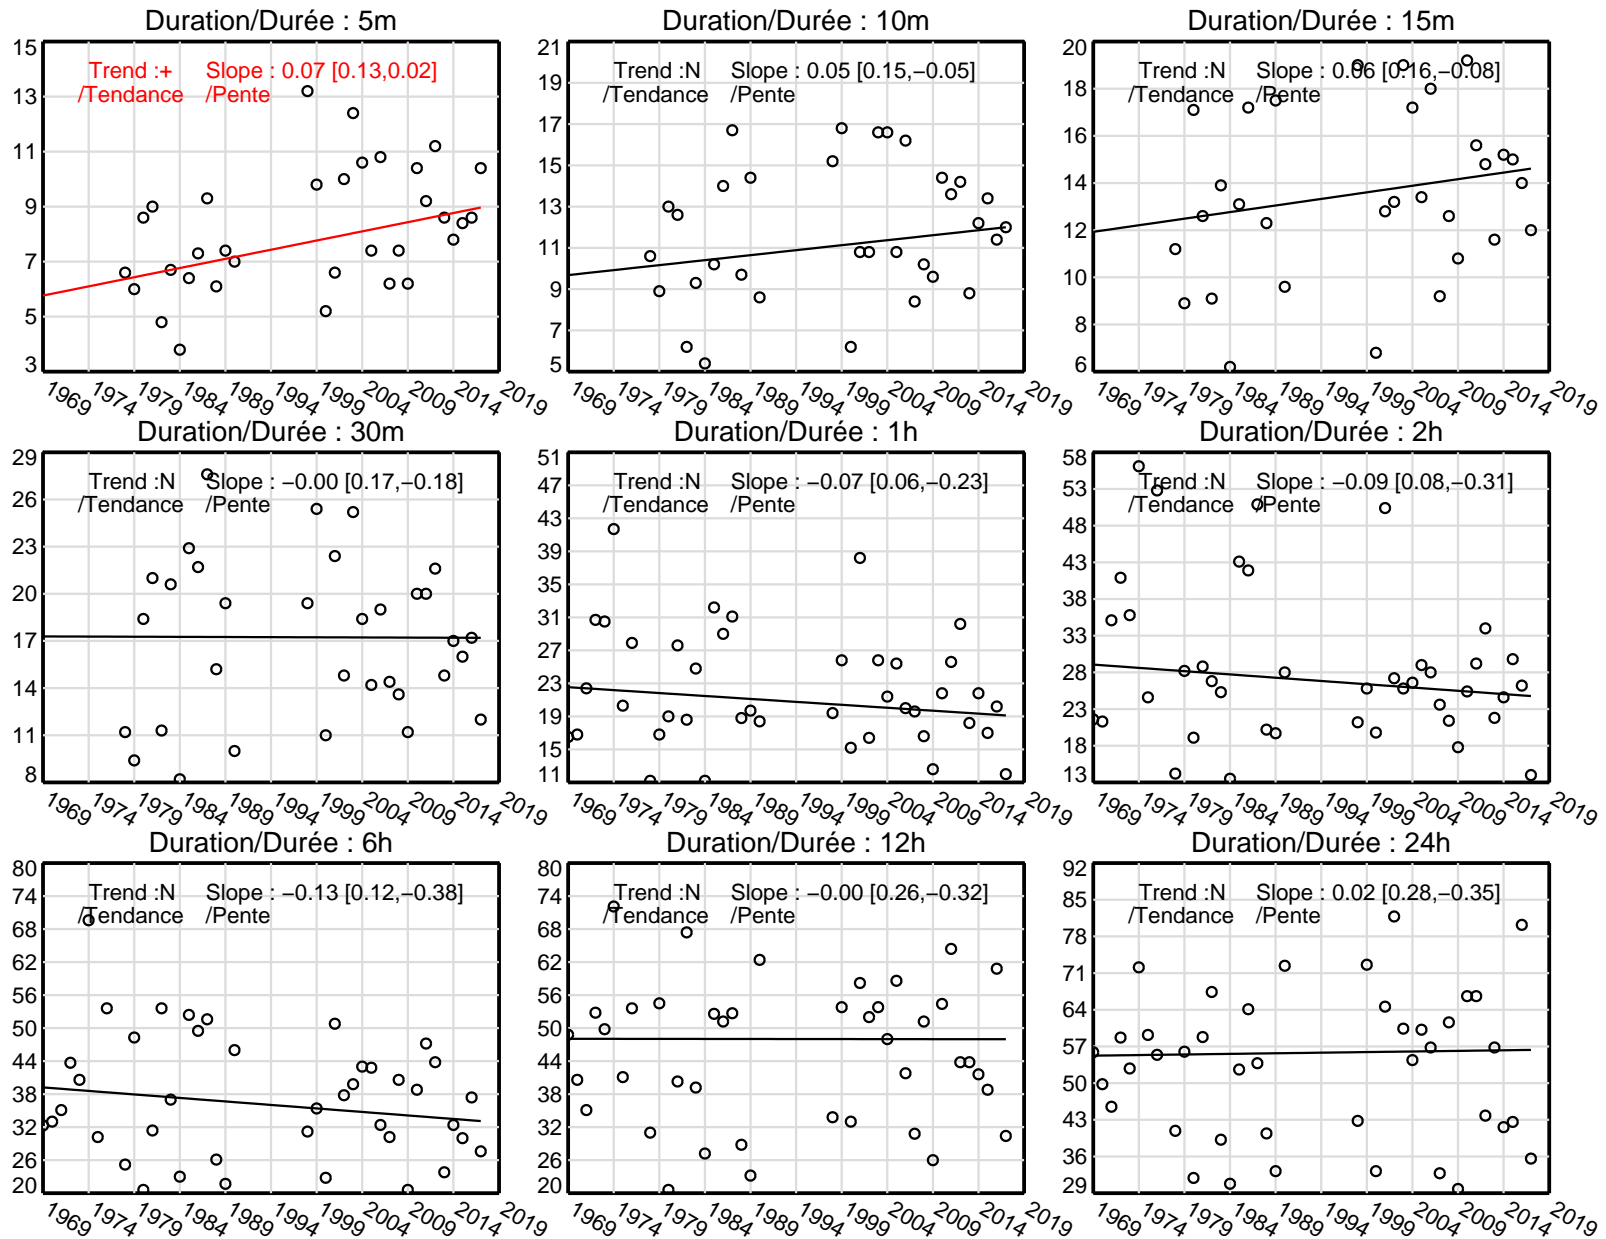 Duration/Durée : 5m
15
13
11
9
7
5
3
Trend :+ Slope : 0.07 [0.13,0.02]
/Tendance /Pente
1969 1974 1979 1984 1989 1994 1999 2004 2009 2014 2019
Duration/Durée : 10m
21
19
17
15
13
11
9
7
5
Trend :N Slope : 0.05 [0.15,−0.05]
/Tendance /Pente
1969 1974 1979 1984 1989 1994 1999 2004 2009 2014 2019
Duration/Durée : 15m
20
18
16
14
12
10
8
6
Trend :N Slope : 0.06 [0.16,−0.08]
/Tendance /Pente
1969 1974 1979 1984 1989 1994 1999 2004 2009 2014 2019
Duration/Durée : 30m
29
26
23
20
17
14
11
8
Trend :N Slope : −0.00 [0.17,−0.18]
/Tendance /Pente
1969 1974 1979 1984 1989 1994 1999 2004 2009 2014 2019
Duration/Durée : 1h
51
47
43
39
35
31
27
23
19
15
11
Trend :N Slope : −0.07 [0.06,−0.23]
/Tendance /Pente
1969 1974 1979 1984 1989 1994 1999 2004 2009 2014 2019
Duration/Durée : 2h
58
53
48
43
38
33
28
23
18
13
Trend :N Slope : −0.09 [0.08,−0.31]
/Tendance /Pente
1969 1974 1979 1984 1989 1994 1999 2004 2009 2014 2019
Duration/Durée : 6h
80
74
68
62
56
50
44
38
32
26
20
Trend :N Slope : −0.13 [0.12,−0.38]
/Tendance /Pente
1969 1974 1979 1984 1989 1994 1999 2004 2009 2014 2019
Duration/Durée : 12h
80
74
68
62
56
50
44
38
32
26
20
Trend :N Slope : −0.00 [0.26,−0.32]
/Tendance /Pente
1969 1974 1979 1984 1989 1994 1999 2004 2009 2014 2019
Duration/Durée : 24h
92
85
78
71
64
57
50
43
36
29
Trend :N Slope : 0.02 [0.28,−0.35]
/Tendance /Pente
1969 1974 1979 1984 1989 1994 1999 2004 2009 2014 2019